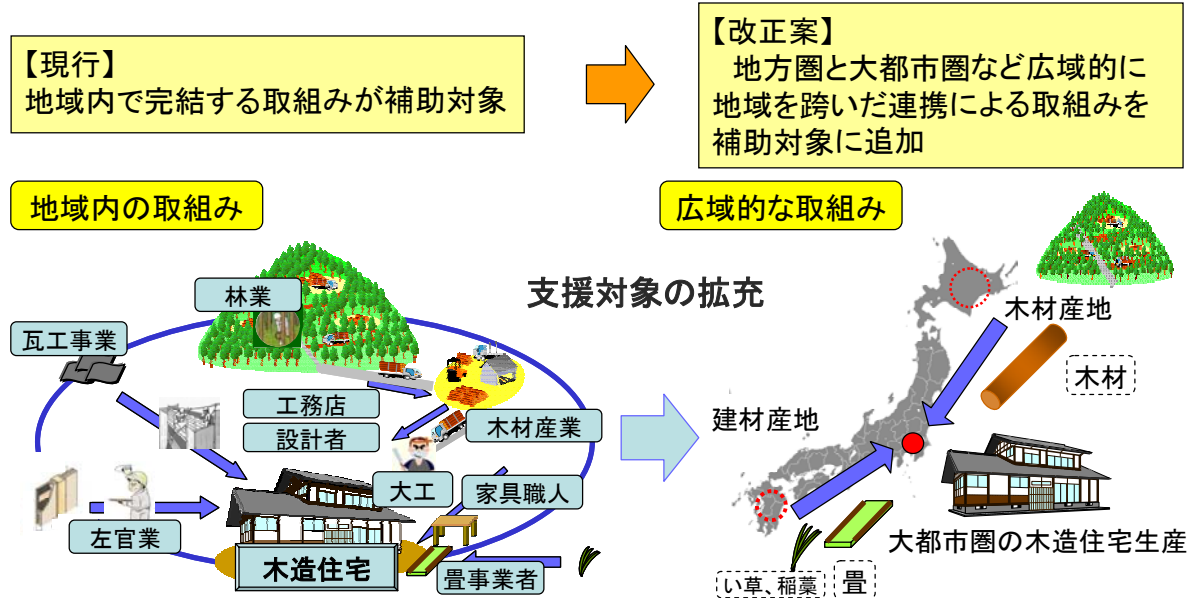 【現行】
地域内で完結する取組みが補助対象
【改正案】
地方圏と大都市圏など広域的に
地域を跨いだ連携による取組みを
補助対象に追加
地域内の取組み
広域的な取組み
支援対象の拡充
林業
瓦工事業
工務店
設計者
木材産業
大工
家具職人
左官業
木造住宅
畳事業者
木材産地
木材
建材産地
大都市圏の木造住宅生産
い草、稲藁
畳